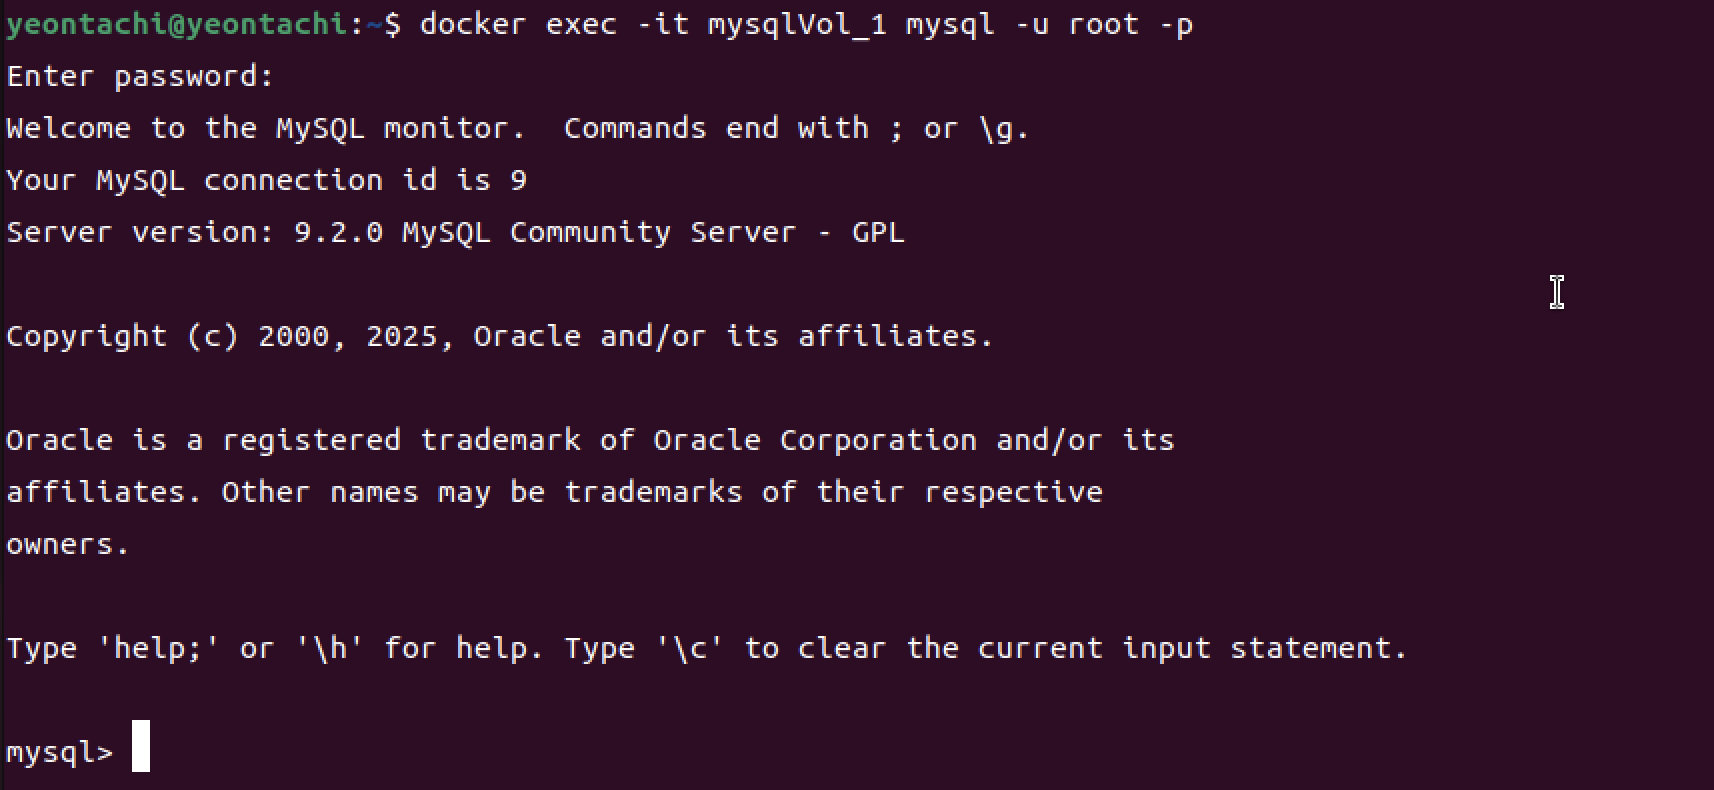 yeontachi@yeontachi:~$ docker exec -it mysqlVol_1 mysql -u root -p
Enter password:
Welcome to the MySQL monitor.  Commands end with ; or \g.
Your MySQL connection id is 9
Server version: 9.2.0 MySQL Community Server - GPL
Copyright (c) 2000, 2025, Oracle and/or its affiliates.
Oracle is a registered trademark of Oracle Corporation and/or its
affiliates. Other names may be trademarks of their respective
owners.
Type 'help;' or '\h' for help. Type '\c' to clear the current input statement.
mysql>